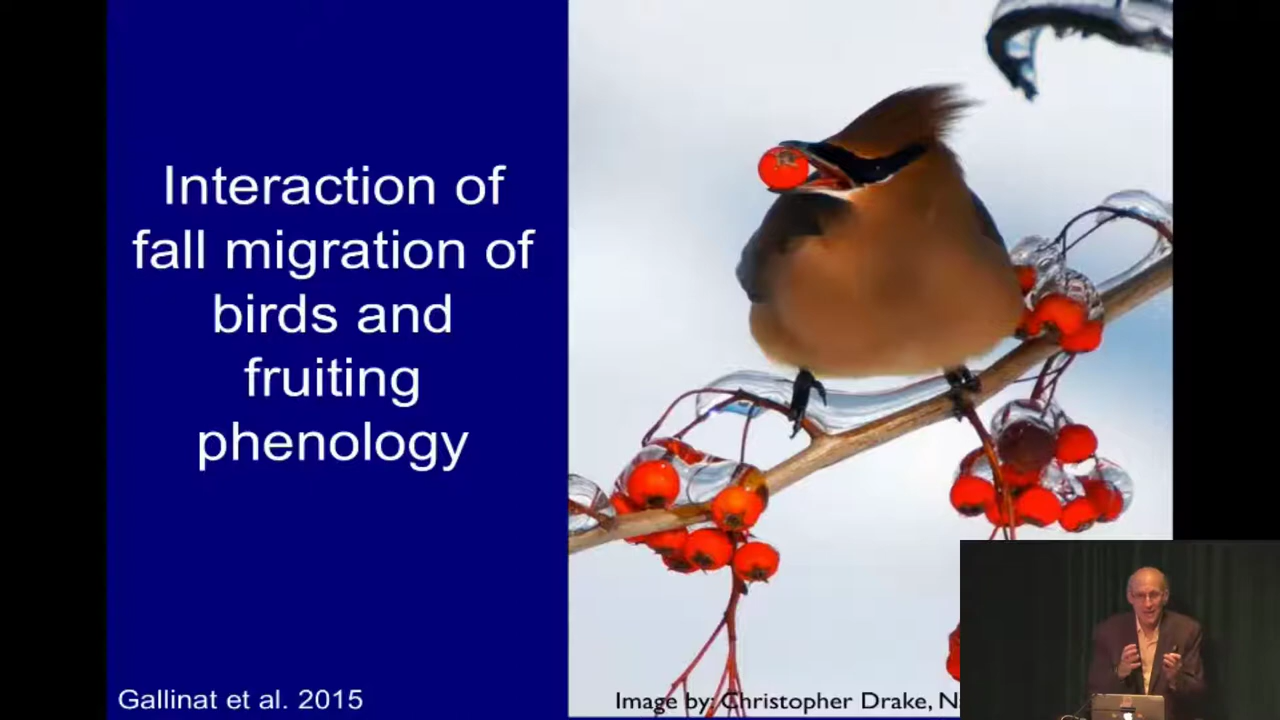 Interaction of
fall migration of
birds and
fruiting
phenology
Gallinat et al. 2015
Image by: Christopher Drake,